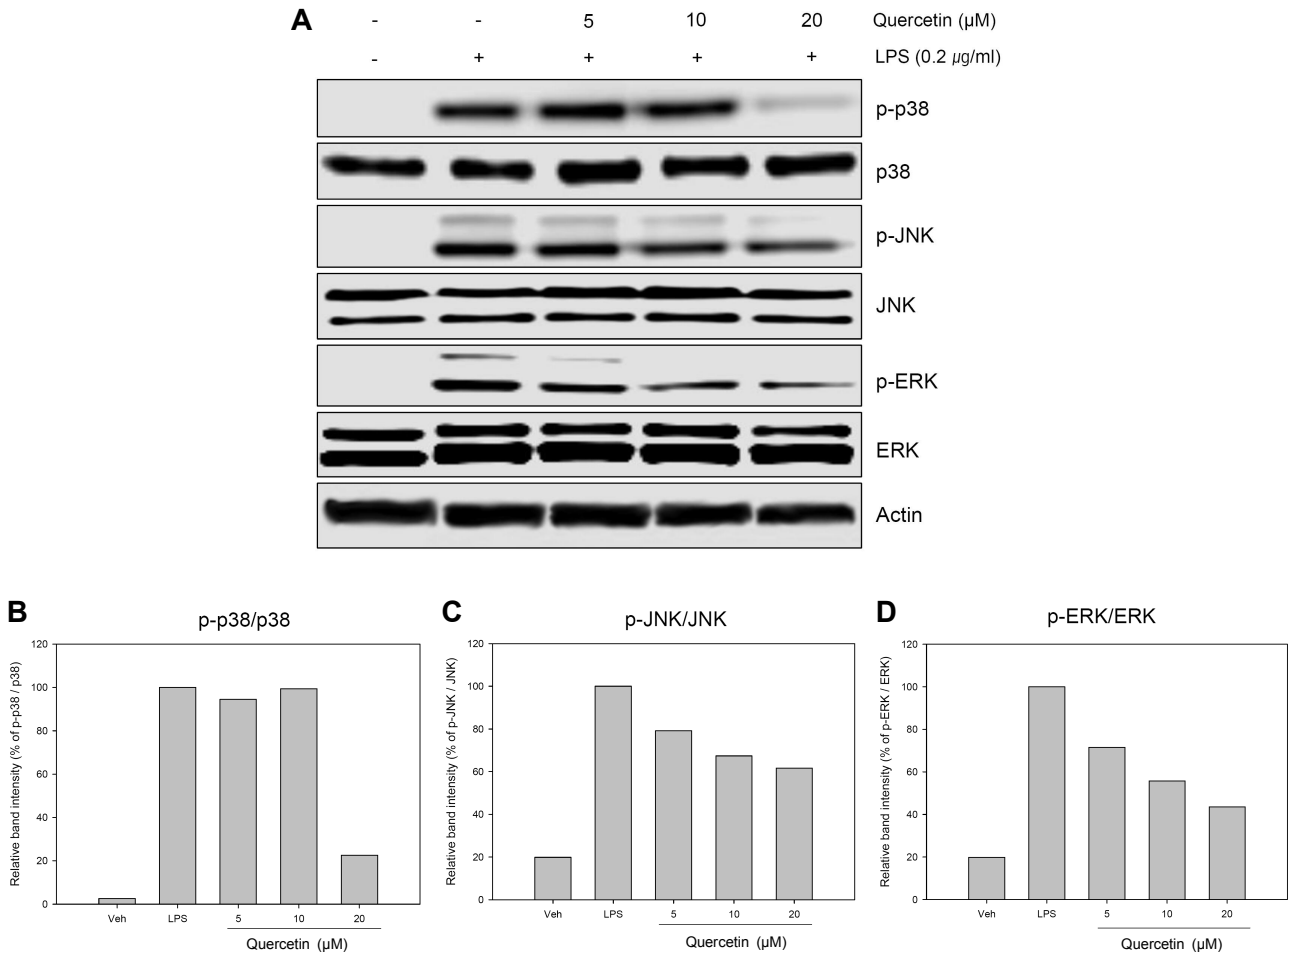 A
- - 5 10 20 Quercetin (µM)
- + + + + LPS (0.2 ㎍/ml)
p-p38
p38
p-JNK
JNK
p-ERK
ERK
Actin
B
p-p38/p38
Relative band intensity (% of p-p38 / p38)
120
100
80
60
40
20
0
Veh LPS 5 10 20
Quercetin (µM)
C
p-JNK/JNK
Relative band intensity (% of p-JNK / JNK)
120
100
80
60
40
20
0
Veh LPS 5 10 20
Quercetin (µM)
D
p-ERK/ERK
Relative band intensity (% of p-ERK / ERK)
120
100
80
60
40
20
0
Veh LPS 5 10 20
Quercetin (µM)